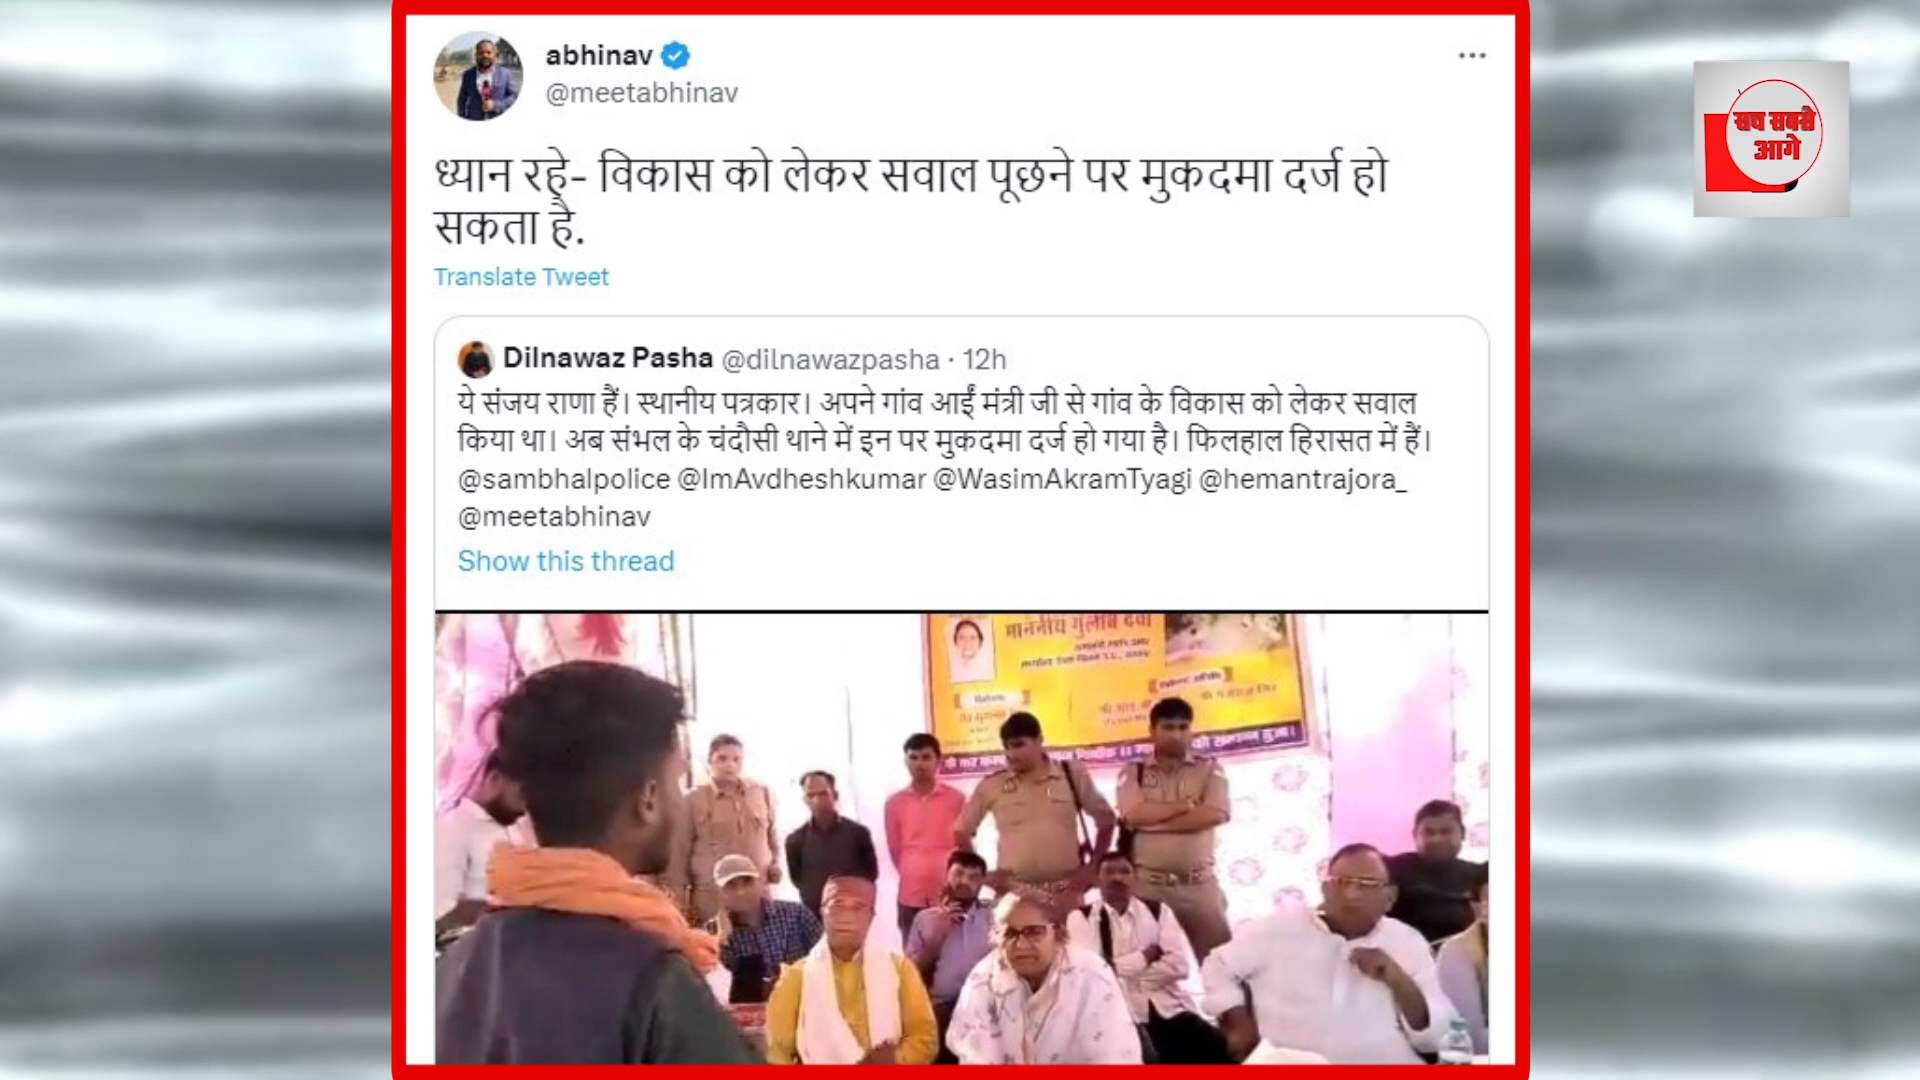 abhinav
@meetabhinav
सच सबसे
आगे
ध्यान रहे- विकास को लेकर सवाल पूछने पर मुकदमा दर्ज हो
सकता है.
Translate Tweet
Dilnawaz Pasha @dilnawazpasha · 12h
ये संजय राणा हैं। स्थानीय पत्रकार। अपने गांव आईं मंत्री जी से गांव के विकास को लेकर सवाल
किया था। अब संभल के चंदौसी थाने में इन पर मुकदमा दर्ज हो गया है। फिलहाल हिरासत में हैं।
@sambhalpolice @ImAvdheshkumar @WasimAkramTyagi @hemantrajora_
@meetabhinav
Show this thread
माननीय गुलाब देवी